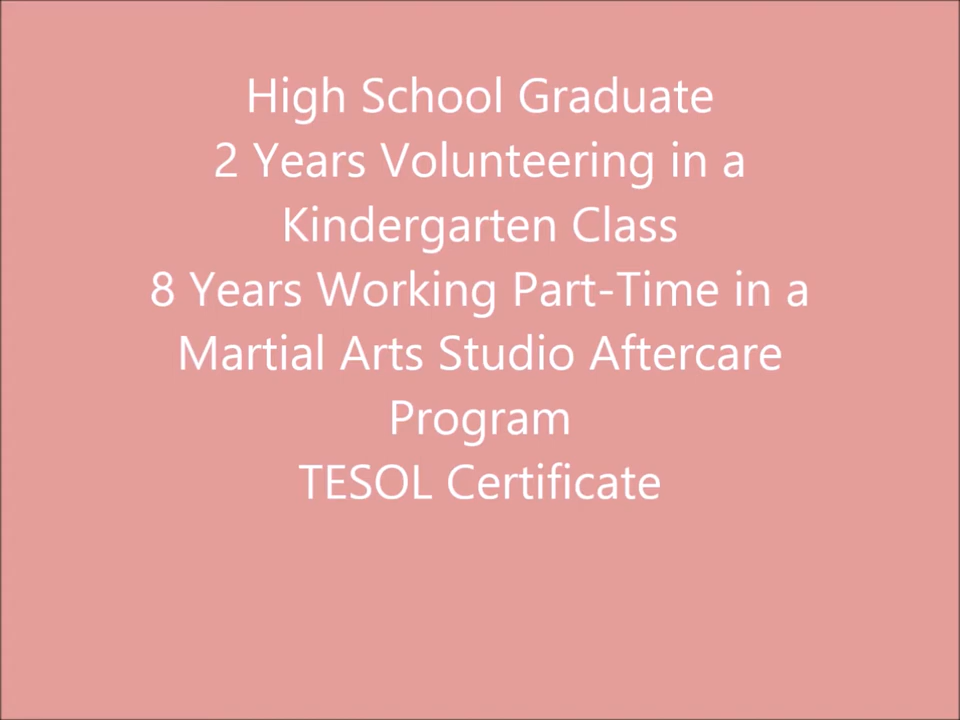 High School Graduate
2 Years Volunteering in a
Kindergarten Class
8 Years Working Part-Time in a
Martial Arts Studio Aftercare
Program
TESOL Certificate